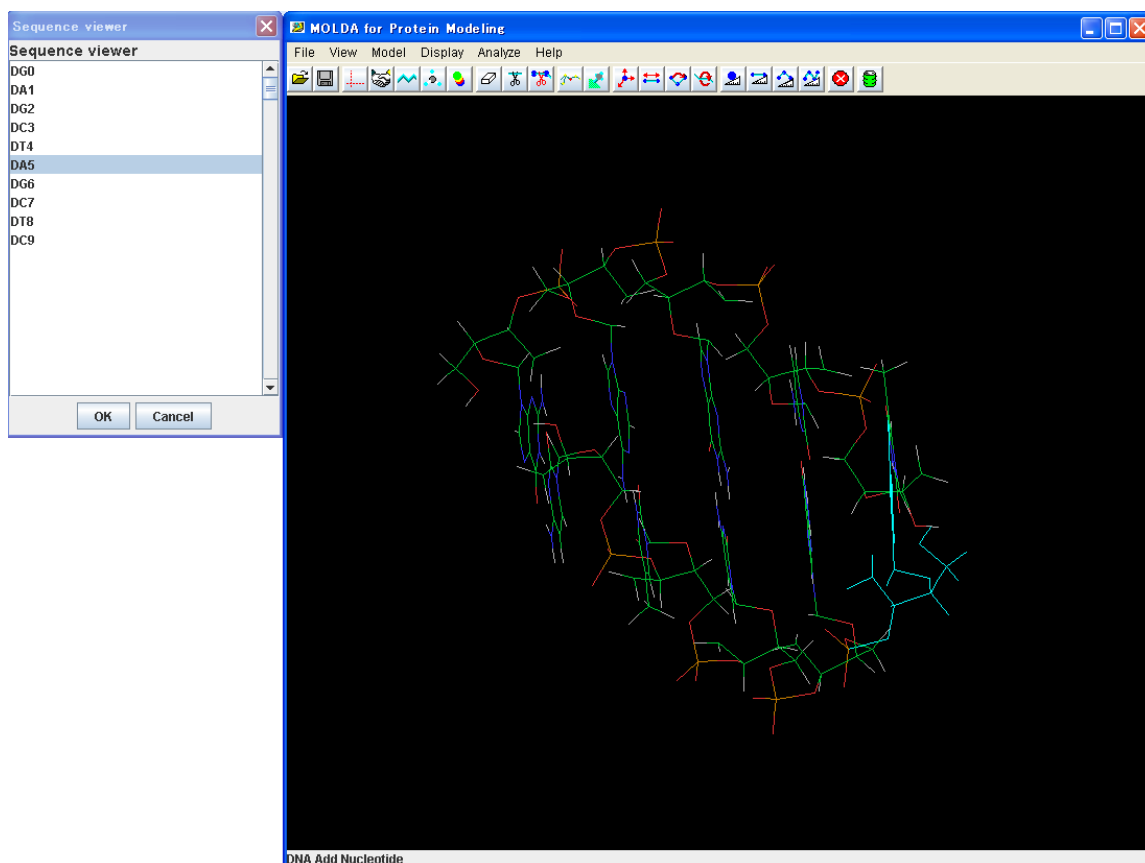 Sequence viewer
Sequence viewer
DG0
DA1
DG2
DC3
DT4
DA5
DG6
DC7
DT8
DC9
OK Cancel
MOLDA for Protein Modeling
File View Model Display Analyze Help
DNA Add Nucleotide